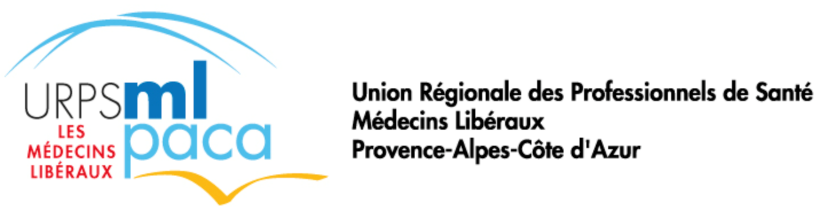 URPSml
LES
MÉDECINS
LIBÉRAUX
paca
Union Régionale des Professionnels de Santé
Médecins Libéraux
Provence-Alpes-Côte d'Azur